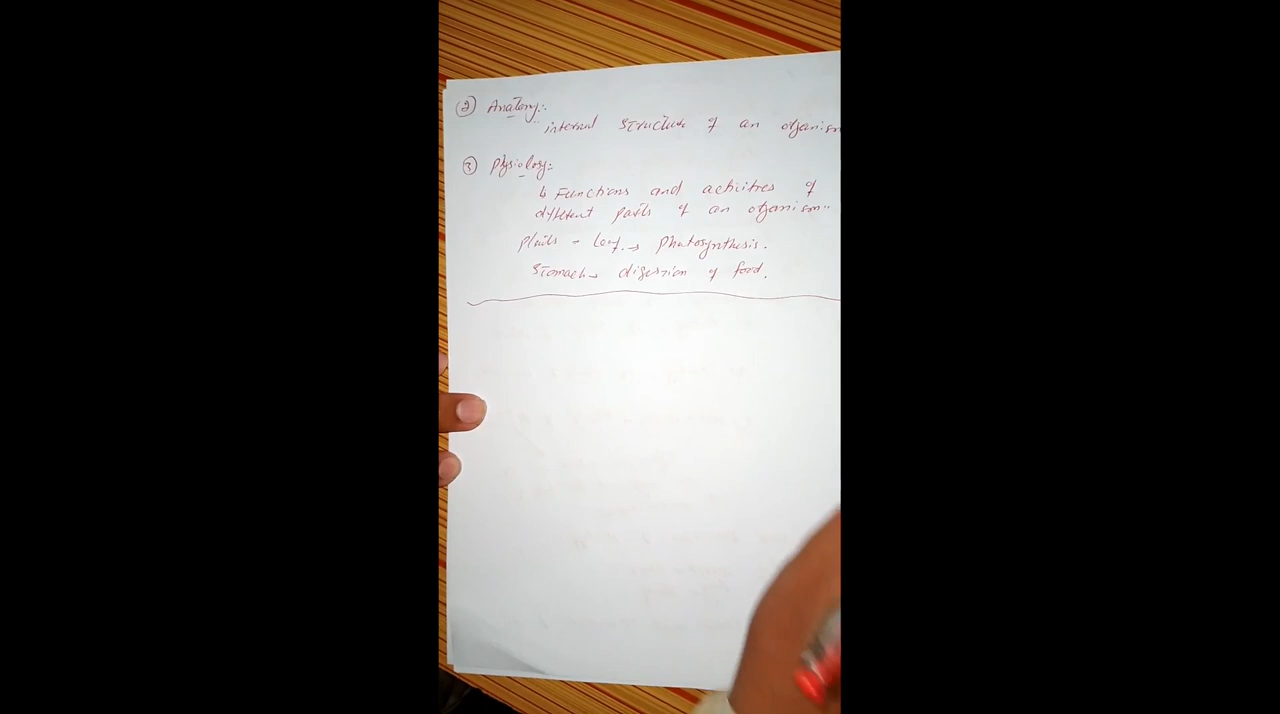 ② Anatomy:-
internal structure of an organism
③ Physiology:-
↳ Functions and activities of
different parts of an organism..
plants - leaf → photosynthesis.
Stomach → digestion of food.